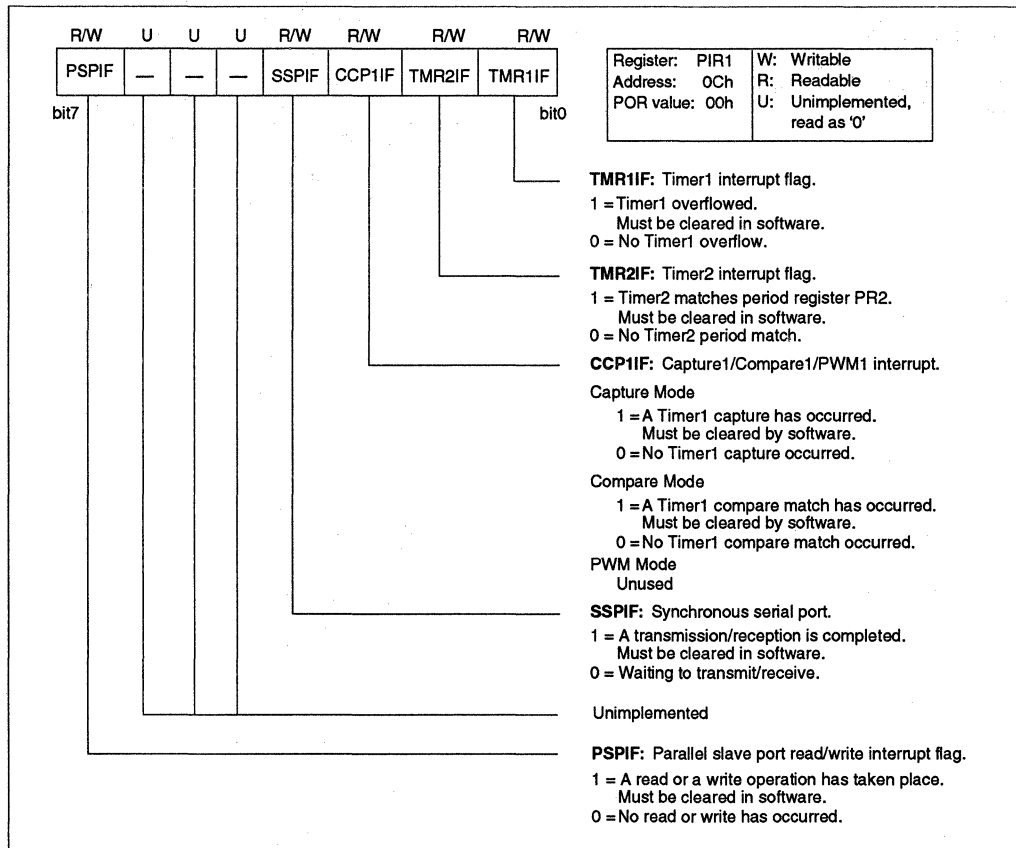 R/W U U U R/W R/W R/W R/W
PSPIF — — — SSPIF CCP1IF TMR2IF TMR1IF
bit7 bit0
Register: PIR1 W: Writable
Address: 0Ch R: Readable
POR value: 00h U: Unimplemented,
read as '0'
TMR1IF: Timer1 interrupt flag.
1 = Timer1 overflowed.
Must be cleared in software.
0 = No Timer1 overflow.
TMR2IF: Timer2 interrupt flag.
1 = Timer2 matches period register PR2.
Must be cleared in software.
0 = No Timer2 period match.
CCP1IF: Capture1/Compare1/PWM1 interrupt.
Capture Mode
1 = A Timer1 capture has occurred.
Must be cleared by software.
0 = No Timer1 capture occurred.
Compare Mode
1 = A Timer1 compare match has occurred.
Must be cleared by software.
0 = No Timer1 compare match occurred.
PWM Mode
Unused
SSPIF: Synchronous serial port.
1 = A transmission/reception is completed.
Must be cleared in software.
0 = Waiting to transmit/receive.
Unimplemented
PSPIF: Parallel slave port read/write interrupt flag.
1 = A read or a write operation has taken place.
Must be cleared in software.
0 = No read or write has occurred.